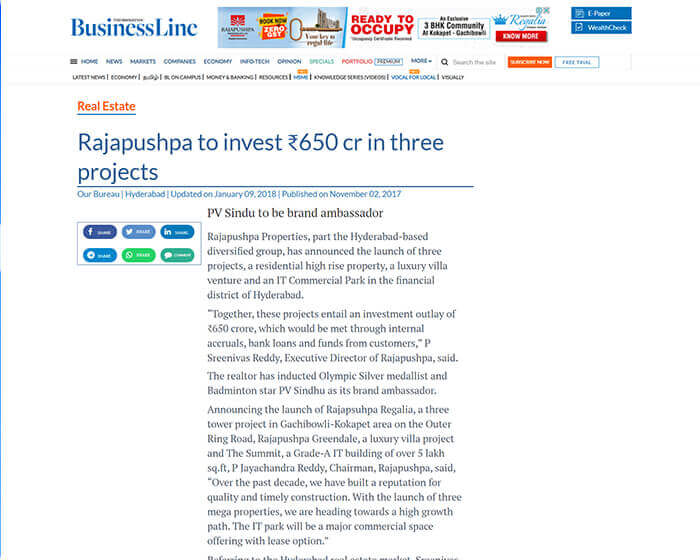 THE HINDU
BusinessLine
RAJAPUSHPA
BOOK NOW
ZERO
GET
You key to
regal life
READY TO
OCCUPY
*Occupancy Certificate Received
An Exclusive
3 BHK Community
At Kokapet - Gachibowli
RAJAPUSHPA
Regalia
KNOW MORE
E-Paper
WealthCheck
HOME NEWS MARKETS COMPANIES ECONOMY INFO-TECH OPINION SPECIALS PORTFOLIO PREMIUM MORE Search the site SUBSCRIBE NOW FREE TRIAL
LATEST NEWS | ECONOMY | தமிழ் | BL ON CAMPUS | MONEY & BANKING | RESOURCES | MSME | KNOWLEDGE SERIES (VIDEOS) | VOCAL FOR LOCAL | VISUALLY
Real Estate
Rajapushpa to invest ₹650 cr in three
projects
Our Bureau | Hyderabad | Updated on January 09, 2018 | Published on November 02, 2017
SHARE SHARE SHARE
SHARE SHARE COMMENT
PV Sindu to be brand ambassador
Rajapushpa Properties, part the Hyderabad-based
diversified group, has announced the launch of three
projects, a residential high rise property, a luxury villa
venture and an IT Commercial Park in the financial
district of Hyderabad.
“Together, these projects entail an investment outlay of
₹650 crore, which would be met through internal
accruals, bank loans and funds from customers,” P
Sreenivas Reddy, Executive Director of Rajapushpa, said.
The realtor has inducted Olympic Silver medallist and
Badminton star PV Sindhu as its brand ambassador.
Announcing the launch of Rajapsuhpa Regalia, a three
tower project in Gachibowli-Kokapet area on the Outer
Ring Road, Rajapushpa Greendale, a luxury villa project
and The Summit, a Grade-A IT building of over 5 lakh
sq.ft, P Jayachandra Reddy, Chairman, Rajapushpa, said,
“Over the past decade, we have built a reputation for
quality and timely construction. With the launch of three
mega properties, we are heading towards a high growth
path. The IT park will be a major commercial space
offering with lease option.”
Referring to the Hyderabad real estate market, Sreenivas